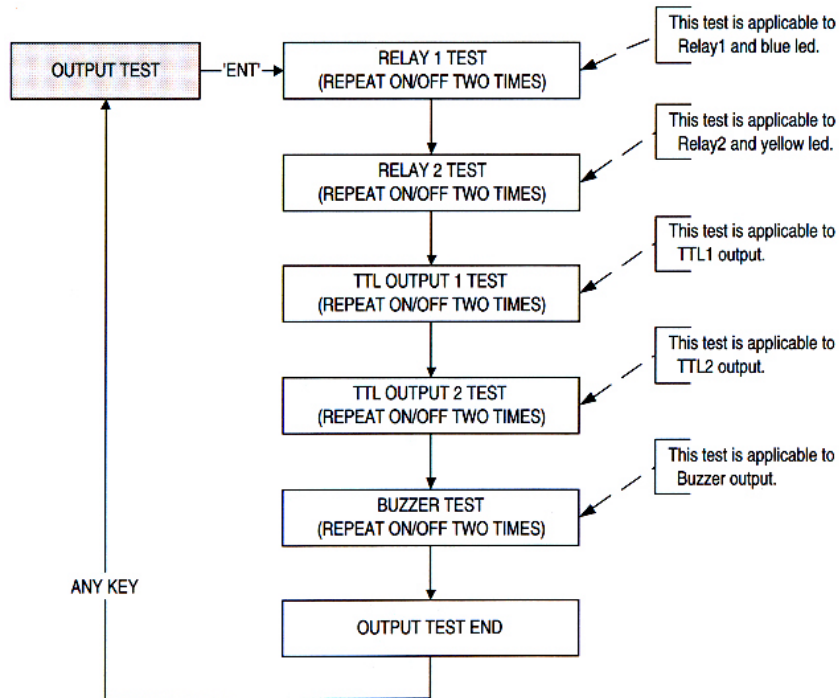 OUTPUT TEST
'ENT'
RELAY 1 TEST
(REPEAT ON/OFF TWO TIMES)
This test is applicable to
Relay1 and blue led.
RELAY 2 TEST
(REPEAT ON/OFF TWO TIMES)
This test is applicable to
Relay2 and yellow led.
TTL OUTPUT 1 TEST
(REPEAT ON/OFF TWO TIMES)
This test is applicable to
TTL1 output.
TTL OUTPUT 2 TEST
(REPEAT ON/OFF TWO TIMES)
This test is applicable to
TTL2 output.
BUZZER TEST
(REPEAT ON/OFF TWO TIMES)
This test is applicable to
Buzzer output.
ANY KEY
OUTPUT TEST END